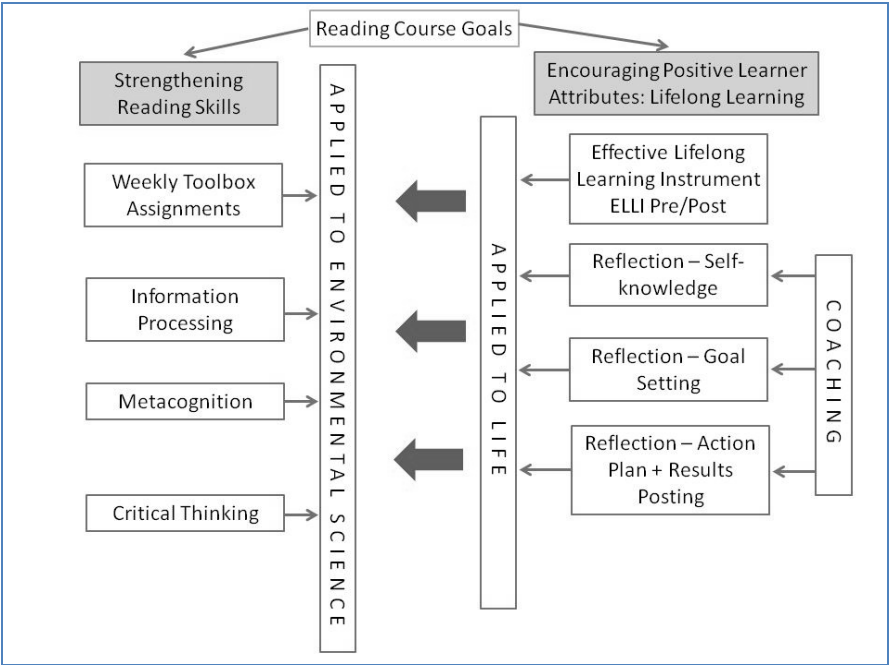 Reading Course Goals
Strengthening
Reading Skills
Encouraging Positive Learner
Attributes: Lifelong Learning
Weekly Toolbox
Assignments
Information
Processing
Metacognition
Critical Thinking
APPLIED TO ENVIRONMENTAL SCIENCE
APPLIED TO LIFE
Effective Lifelong
Learning Instrument
ELLI Pre/Post
Reflection – Self-
knowledge
Reflection – Goal
Setting
Reflection – Action
Plan + Results
Posting
COACHING